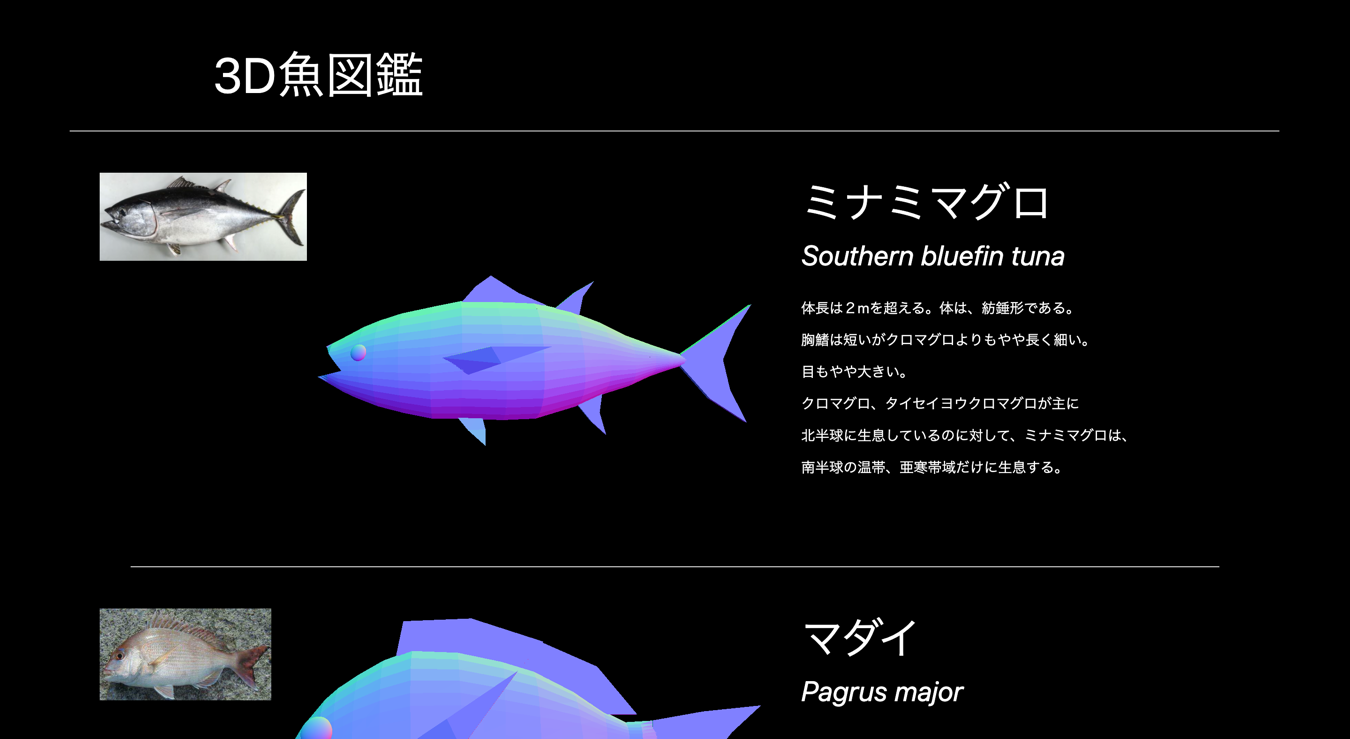 3D魚図鑑
ミナミマグロ
Southern bluefin tuna
体長は２mを超える。体は、紡錘形である。
胸鰭は短いがクロマグロよりもやや長く細い。
目もやや大きい。
クロマグロ、タイセイヨウクロマグロが主に
北半球に生息しているのに対して、ミナミマグロは、
南半球の温帯、亜寒帯域だけに生息する。
マダイ
Pagrus major